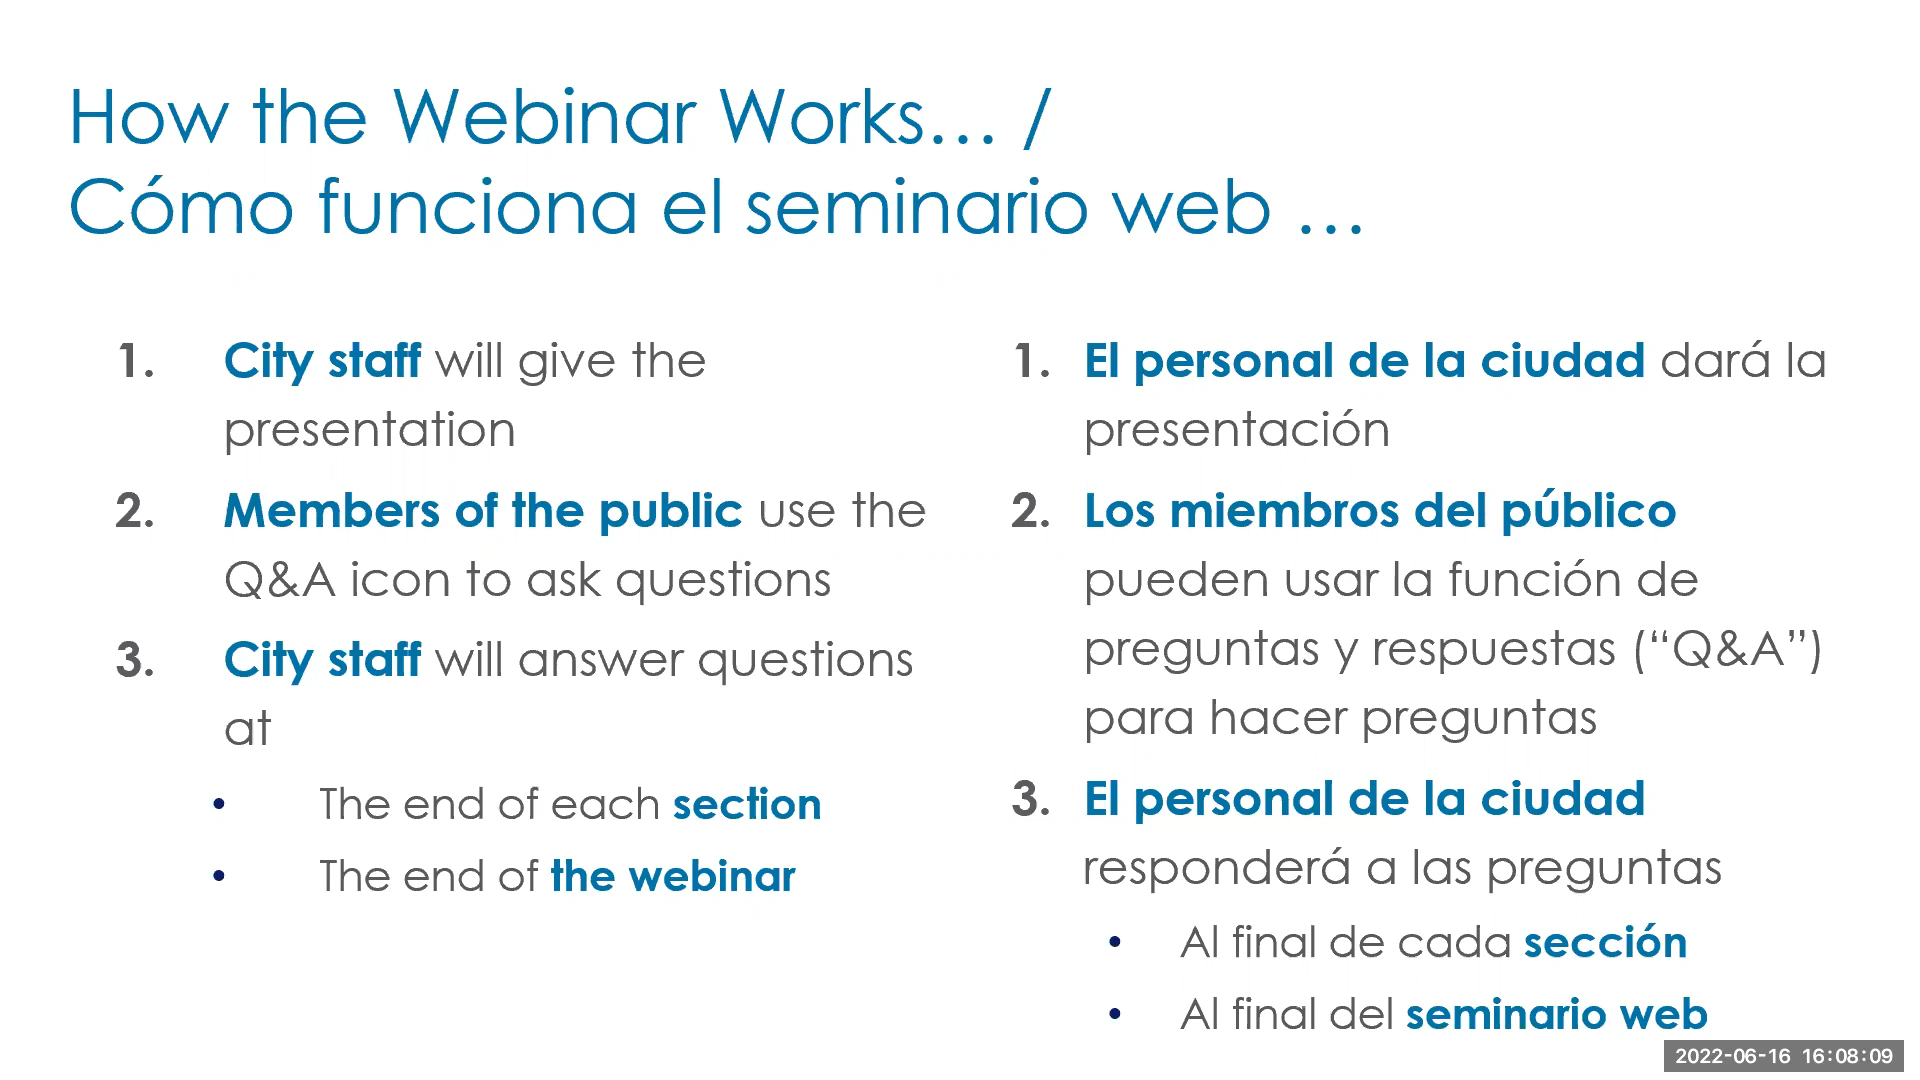 How the Webinar Works… /
Cómo funciona el seminario web …
1. City staff will give the
presentation
2. Members of the public use the
Q&A icon to ask questions
3. City staff will answer questions
at
• The end of each section
• The end of the webinar
1. El personal de la ciudad dará la
presentación
2. Los miembros del público
pueden usar la función de
preguntas y respuestas (“Q&A”)
para hacer preguntas
3. El personal de la ciudad
responderá a las preguntas
• Al final de cada sección
• Al final del seminario web
2022-06-16 16:08:09